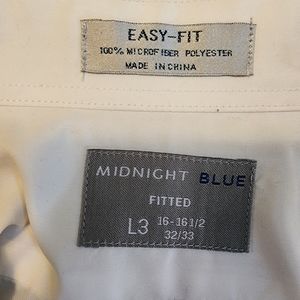 EASY-FIT
100% MICROFIBER POLYESTER
MADE IN CHINA
MIDNIGHT BLUE
FITTED
L3 16-16 1/2
32/33